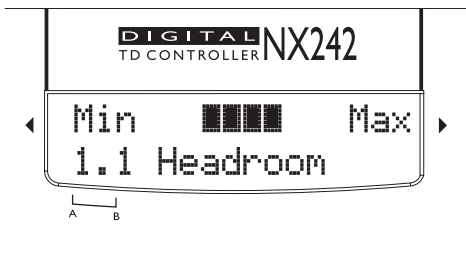 DIGITAL
TD CONTROLLER NX242
Min Max
1.1 Headroom
A B